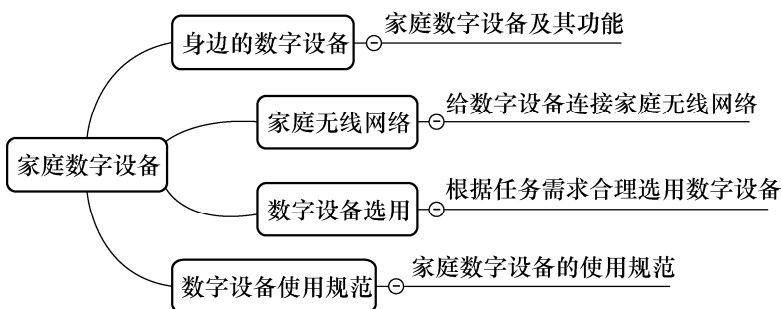 身边的数字设备
家庭数字设备及其功能
家庭无线网络
给数字设备连接家庭无线网络
家庭数字设备
数字设备选用
根据任务需求合理选用数字设备
数字设备使用规范
家庭数字设备的使用规范